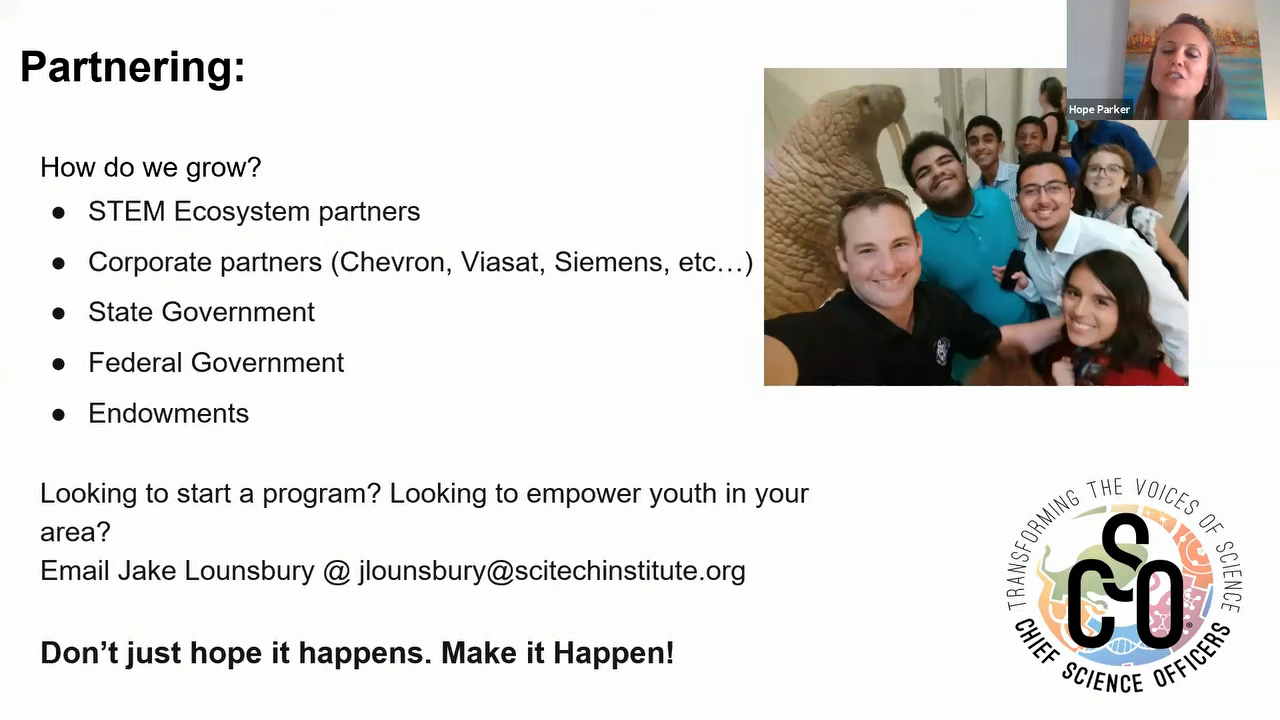 Partnering:
Hope Parker
How do we grow?
● STEM Ecosystem partners
● Corporate partners (Chevron, Viasat, Siemens, etc…)
● State Government
● Federal Government
● Endowments
Looking to start a program? Looking to empower youth in your
area?
Email Jake Lounsbury @ jlounsbury@scitechinstitute.org
Don’t just hope it happens. Make it Happen!
TRANSFORMING THE VOICES OF SCIENCE
CSO®
CHIEF SCIENCE OFFICERS